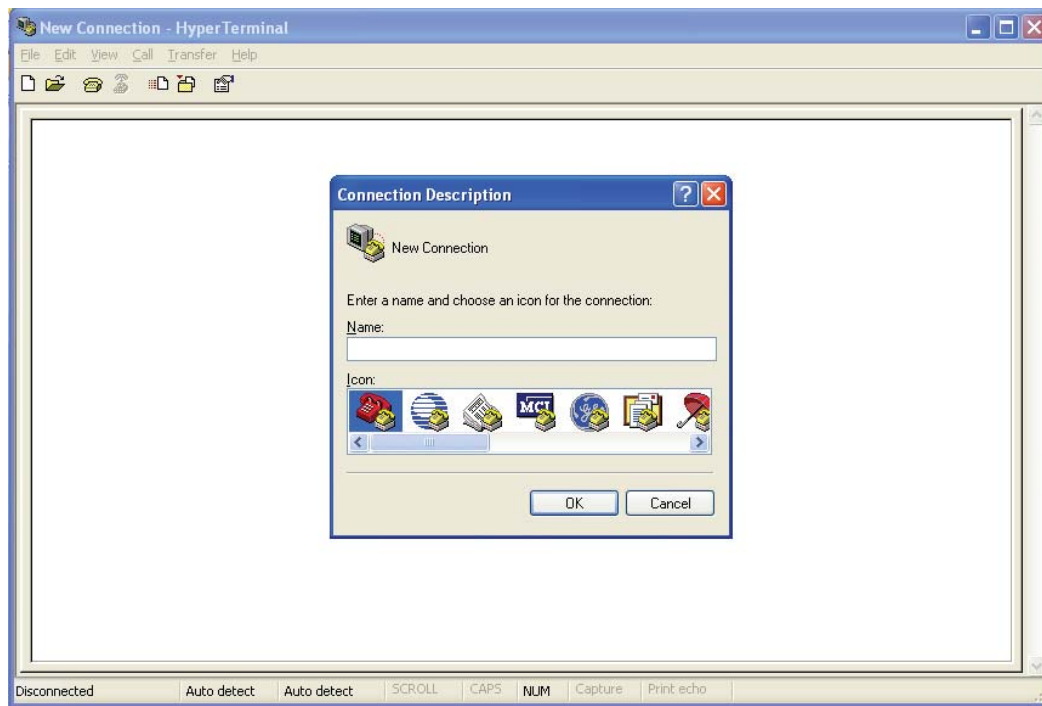 New Connection - HyperTerminal
File Edit View Call Transfer Help
Connection Description
New Connection
Enter a name and choose an icon for the connection:
Name:
Icon:
MCI
OK Cancel
Disconnected Auto detect Auto detect SCROLL CAPS NUM Capture Print echo